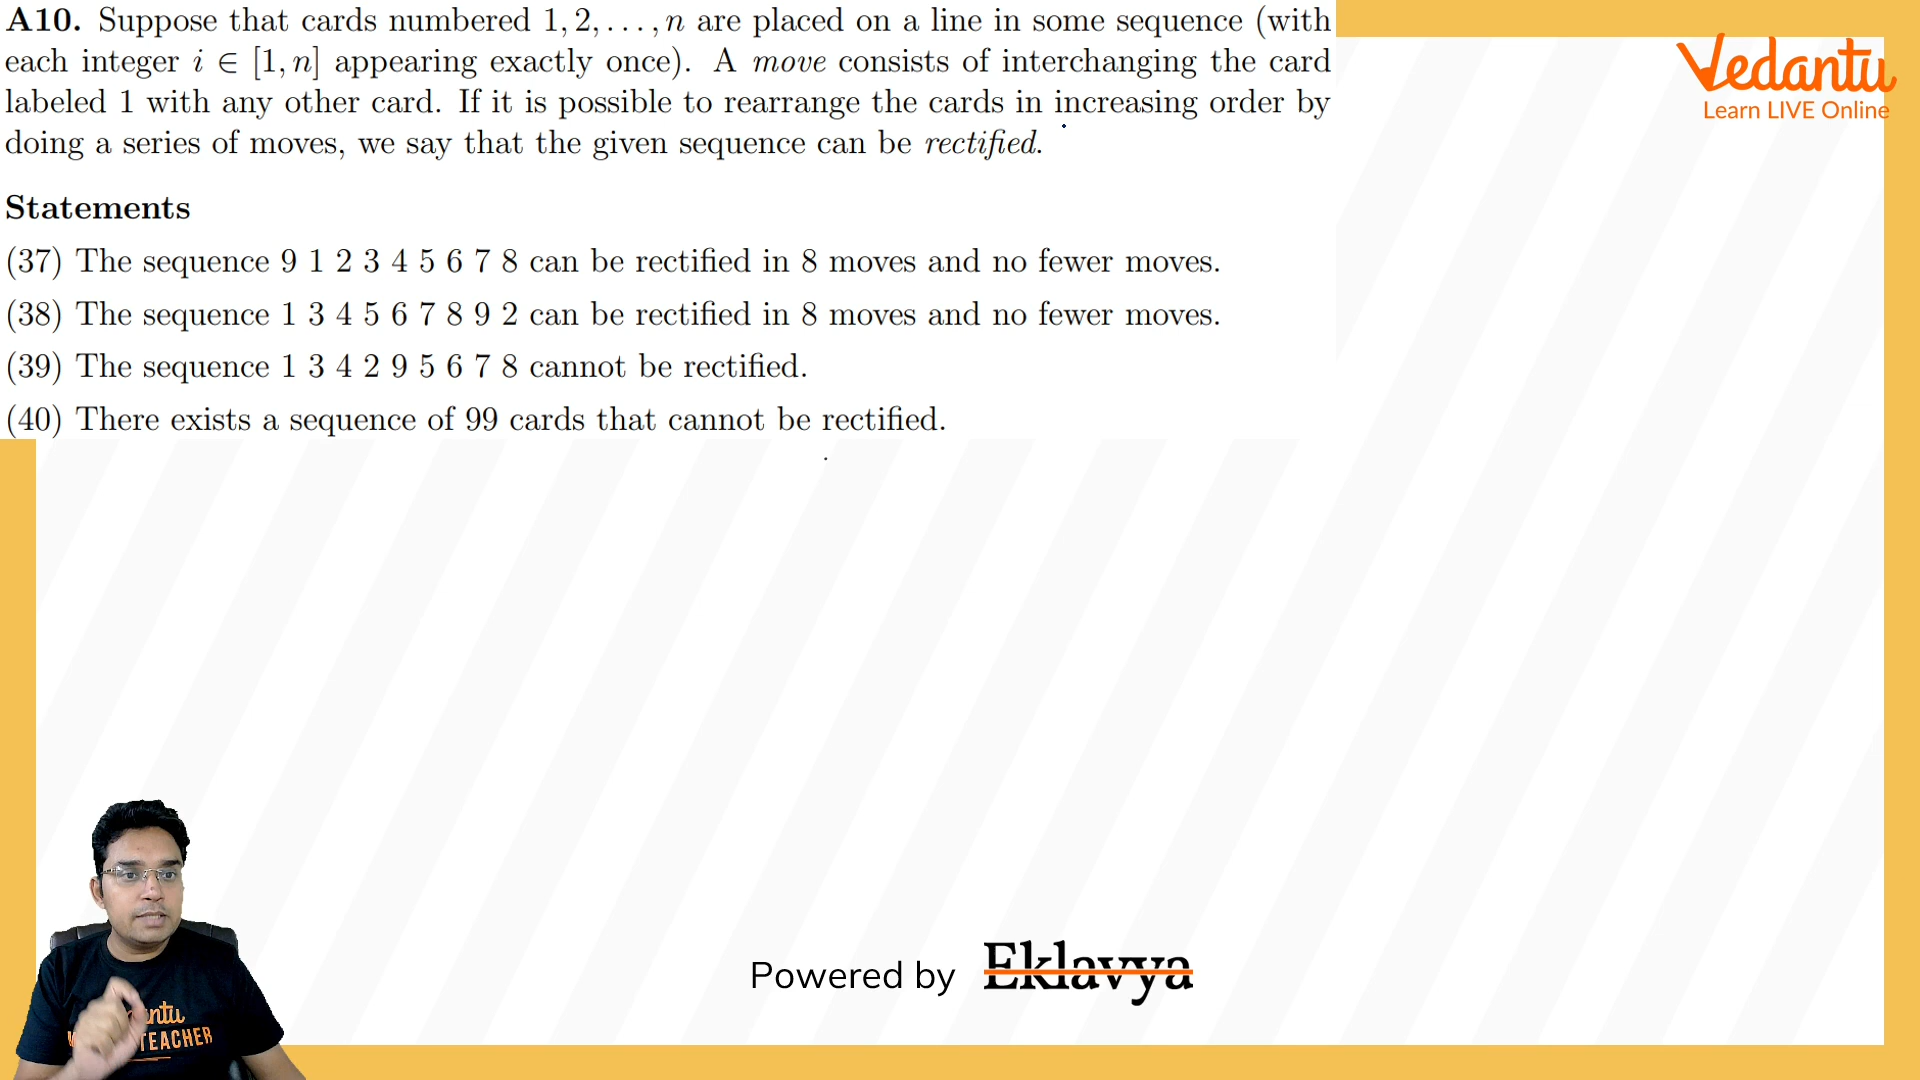 A10. Suppose that cards numbered 1, 2, . . . , n are placed on a line in some sequence (with
each integer i ∈ [1, n] appearing exactly once). A move consists of interchanging the card
labeled 1 with any other card. If it is possible to rearrange the cards in increasing order by
doing a series of moves, we say that the given sequence can be rectified.
Statements
(37) The sequence 9 1 2 3 4 5 6 7 8 can be rectified in 8 moves and no fewer moves.
(38) The sequence 1 3 4 5 6 7 8 9 2 can be rectified in 8 moves and no fewer moves.
(39) The sequence 1 3 4 2 9 5 6 7 8 cannot be rectified.
(40) There exists a sequence of 99 cards that cannot be rectified.
Vedantu
Learn LIVE Online
Powered by Eklavya
TEACHER